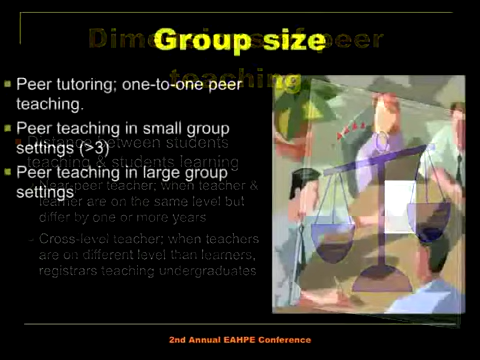 Dimensions of peer
Group size
teaching
Peer tutoring; one-to-one peer
teaching.
Peer teaching in small group
settings (>3)
Peer teaching in large group
settings
Distance between students
teaching & students learning
Near-peer teacher; when teacher &
learner are on the same level but
differ by one or more years
– Cross-level teacher; when teachers
are on different level than learners,
registrars teaching undergraduates
2nd Annual EAHPE Conference